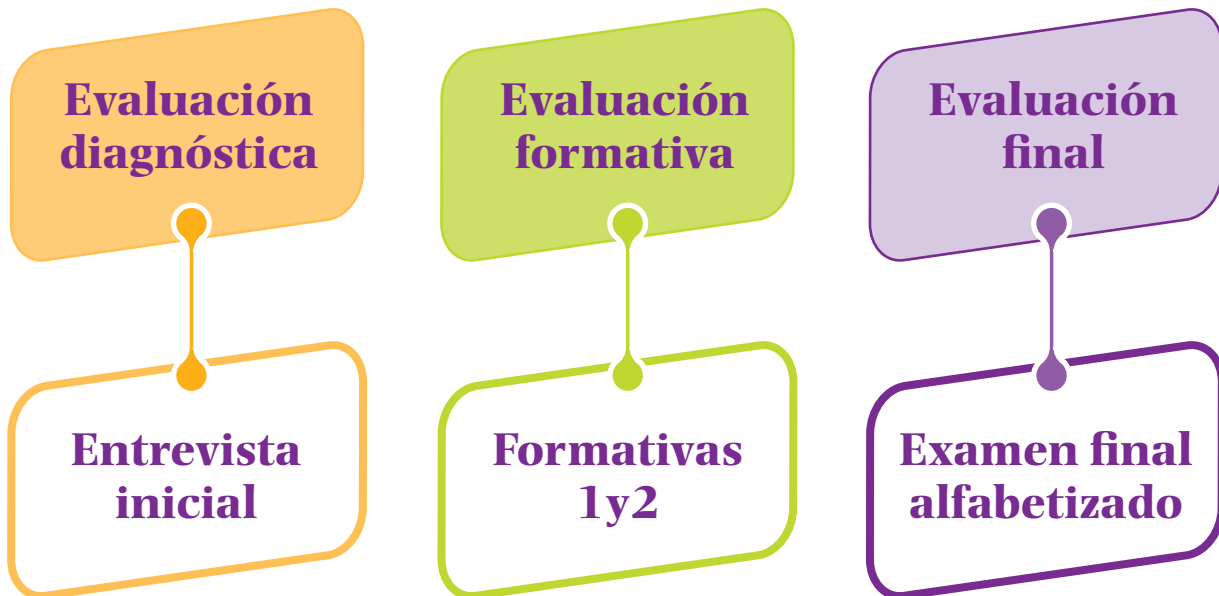 Evaluación
diagnóstica
Entrevista
inicial
Evaluación
formativa
Formativas
1y2
Evaluación
final
Examen final
alfabetizado